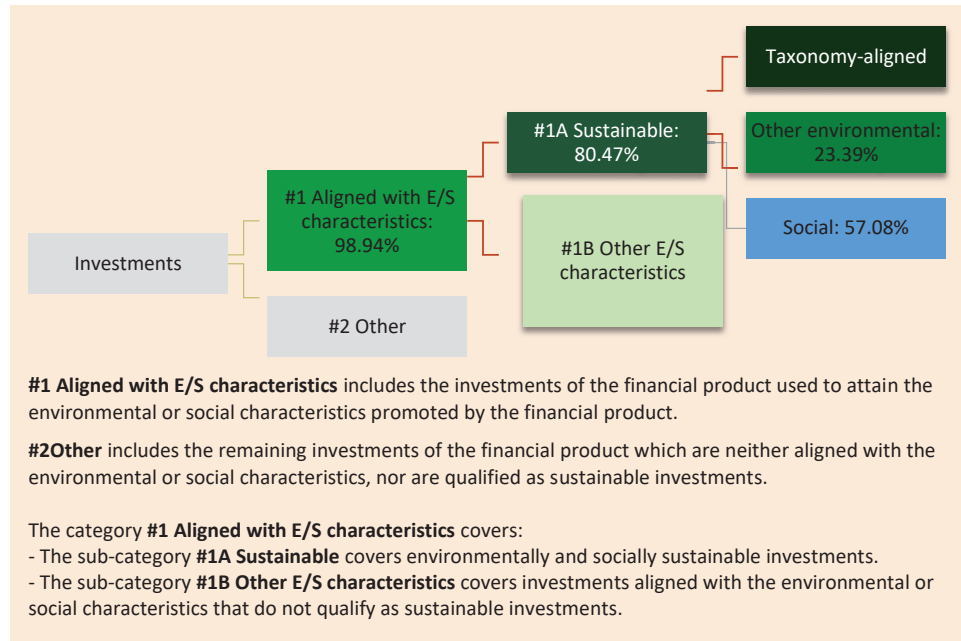 Taxonomy-aligned
#1A Sustainable:
80.47%
Other environmental:
23.39%
#1 Aligned with E/S
characteristics:
98.94%
Social: 57.08%
#1B Other E/S
characteristics
Investments
#2 Other
#1 Aligned with E/S characteristics includes the investments of the financial product used to attain the
environmental or social characteristics promoted by the financial product.
#2Other includes the remaining investments of the financial product which are neither aligned with the
environmental or social characteristics, nor are qualified as sustainable investments.
The category #1 Aligned with E/S characteristics covers:
- The sub-category #1A Sustainable covers environmentally and socially sustainable investments.
- The sub-category #1B Other E/S characteristics covers investments aligned with the environmental or
social characteristics that do not qualify as sustainable investments.